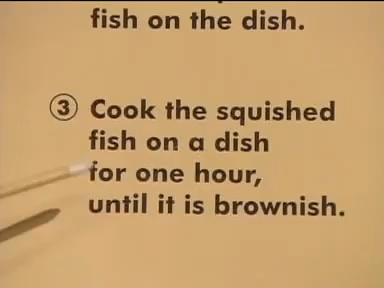 fish on the dish.
③ Cook the squished
fish on a dish
for one hour,
until it is brownish.